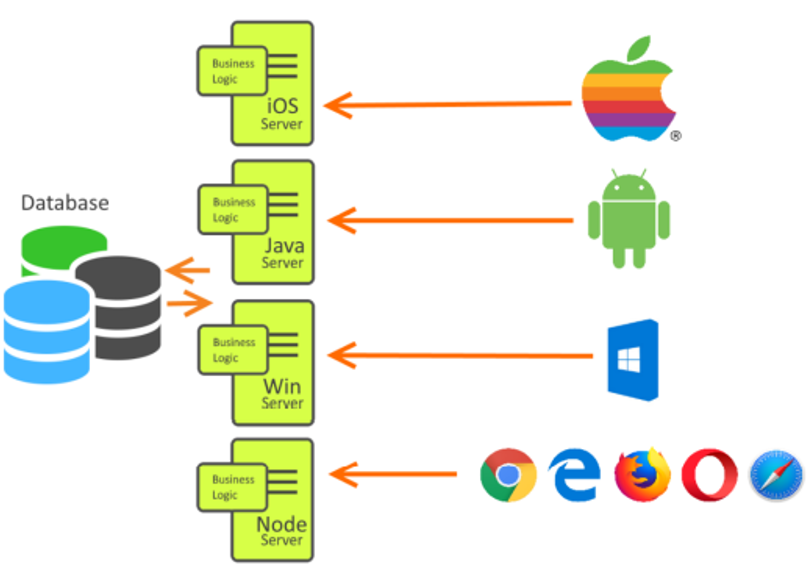 Business
Logic
iOS
Server
®
Database
Business
Logic
Java
Server
Business
Logic
Win
Server
Business
Logic
Node
Server